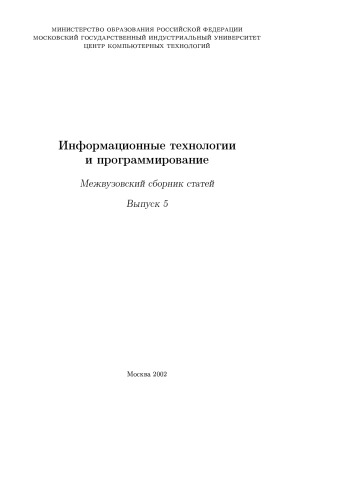 МИНИСТЕРСТВО ОБРАЗОВАНИЯ РОССИЙСКОЙ ФЕДЕРАЦИИ
МОСКОВСКИЙ ГОСУДАРСТВЕННЫЙ ИНДУСТРИАЛЬНЫЙ УНИВЕРСИТЕТ
ЦЕНТР КОМПЬЮТЕРНЫХ ТЕХНОЛОГИЙ
Информационные технологии
и программирование
Межвузовский сборник статей
Выпуск 5
Москва 2002